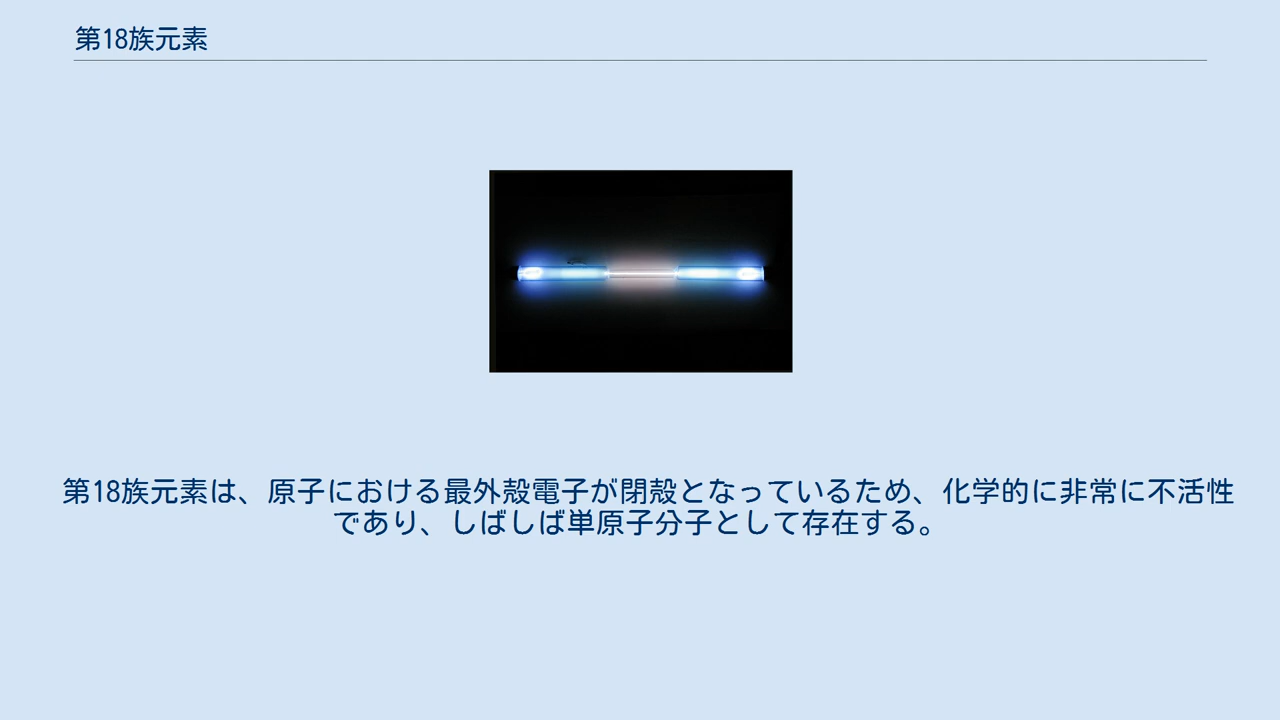 第18族元素
第18族元素は、原子における最外殻電子が閉殻となっているため、化学的に非常に不活性
であり、しばしば単原子分子として存在する。